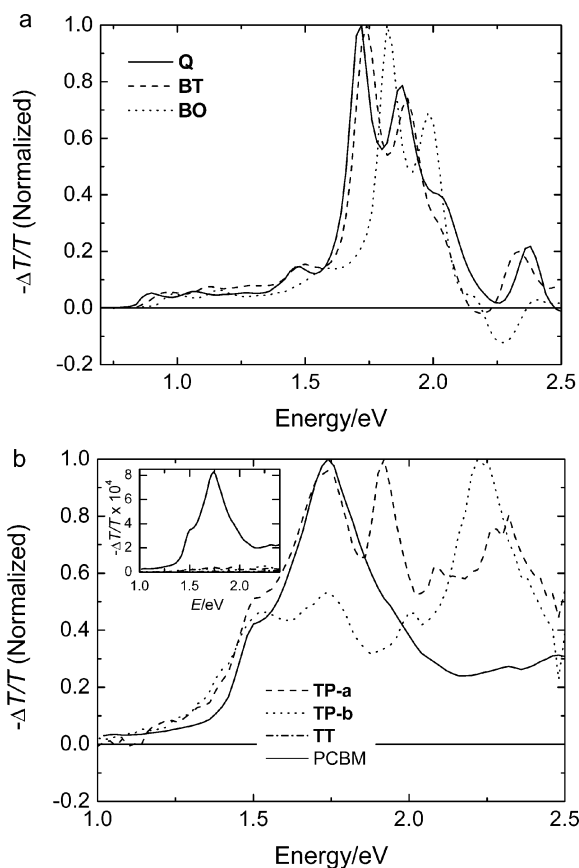 a
1.0
0.8
0.6
0.4
0.2
0.0
-0.2
-ΔT/T (Normalized)
Q
BT
BO
1.0 1.5 2.0 2.5
Energy/eV
b
1.0
0.8
0.6
0.4
0.2
0.0
-0.2
-ΔT/T (Normalized)
8
6
4
2
0
-ΔT/T x 10⁴
1.0 1.5 2.0
E/eV
TP-a
TP-b
TT
PCBM
1.0 1.5 2.0 2.5
Energy/eV